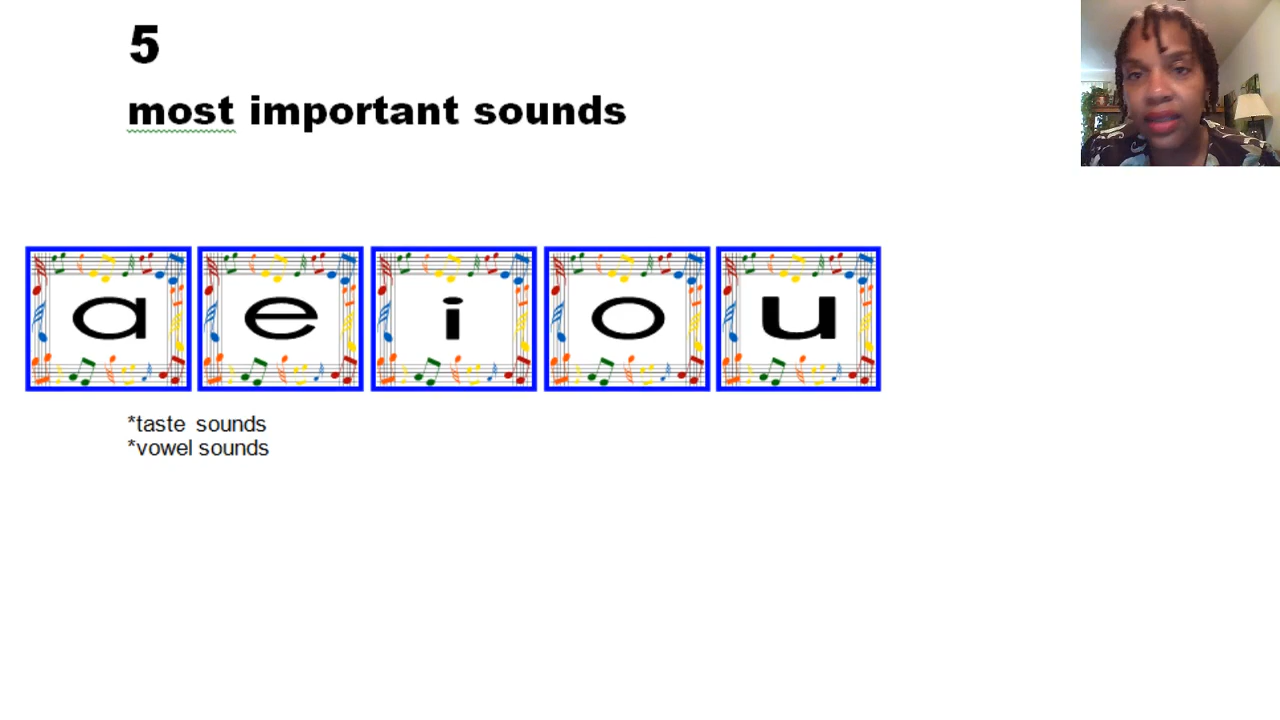 5
most important sounds
a e i o u
*taste sounds
*vowel sounds